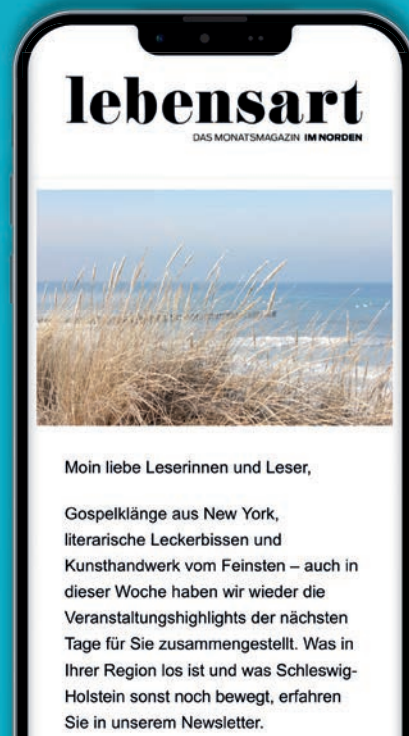 lebensart
DAS MONATSMAGAZIN IM NORDEN
Moin liebe Leserinnen und Leser,
Gospelklänge aus New York,
literarische Leckerbissen und
Kunsthandwerk vom Feinsten – auch in
dieser Woche haben wir wieder die
Veranstaltungshighlights der nächsten
Tage für Sie zusammengestellt. Was in
Ihrer Region los ist und was Schleswig-
Holstein sonst noch bewegt, erfahren
Sie in unserem Newsletter.